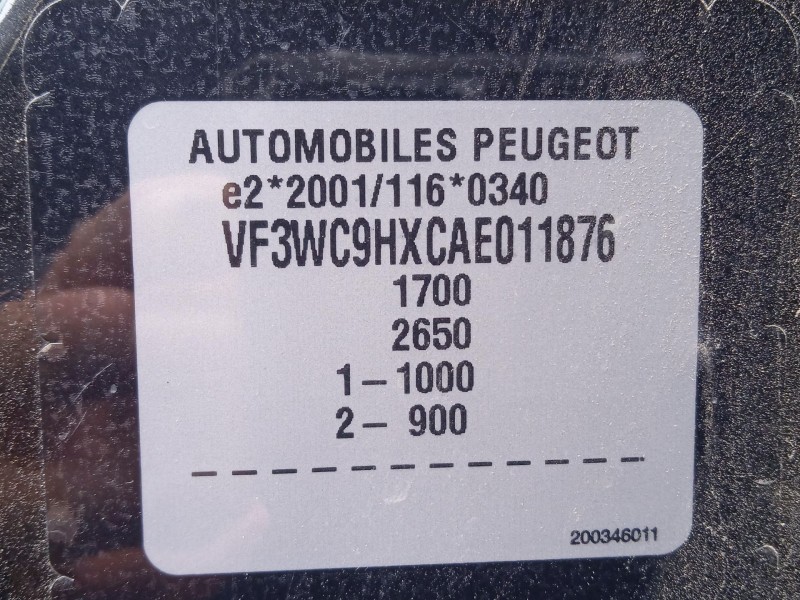 AUTOMOBILES PEUGEOT
e2*2001/116*0340
VF3WC9HXCAE011876
1700
2650
1 - 1000
2 - 900
_ _ _ _ _ _ _ _ _ _ _ _ _ _
200346011